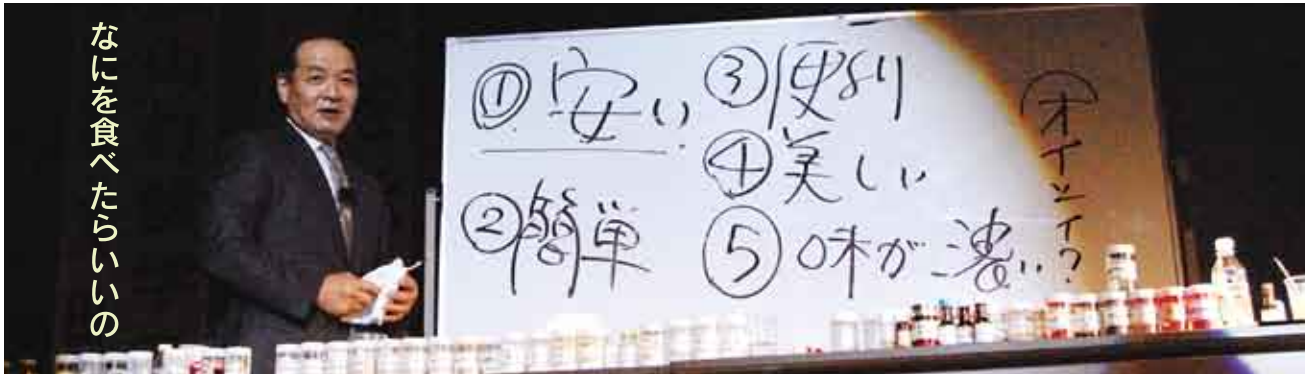 なにを食べたらいいの
①安い
②簡単
③便利
④美しい
⑤味が濃い
オイシイ?